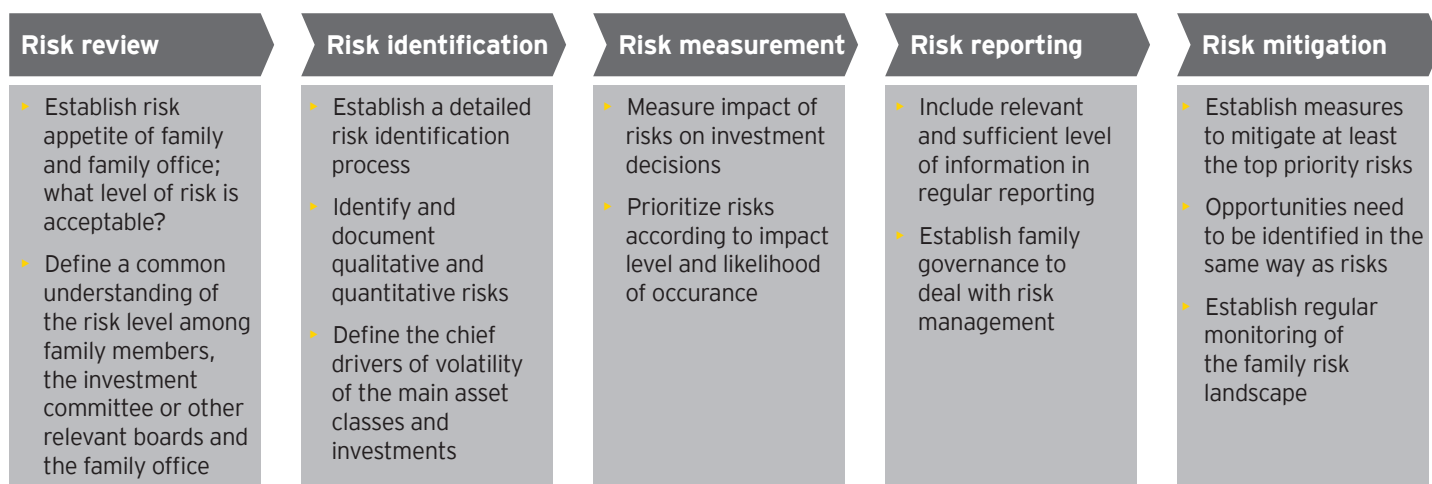 Risk review
Establish risk
appetite of family
and family office;
what level of risk is
acceptable?
Define a common
understanding of
the risk level among
family members,
the investment
committee or other
relevant boards and
the family office
Risk identification
Establish a detailed
risk identification
process
Identify and
document
qualitative and
quantitative risks
Define the chief
drivers of volatility
of the main asset
classes and
investments
Risk measurement
Measure impact of
risks on investment
decisions
Prioritize risks
according to impact
level and likelihood
of occurance
Risk reporting
Include relevant
and sufficient level
of information in
regular reporting
Establish family
governance to
deal with risk
management
Risk mitigation
Establish measures
to mitigate at least
the top priority risks
Opportunities need
to be identified in the
same way as risks
Establish regular
monitoring of
the family risk
landscape